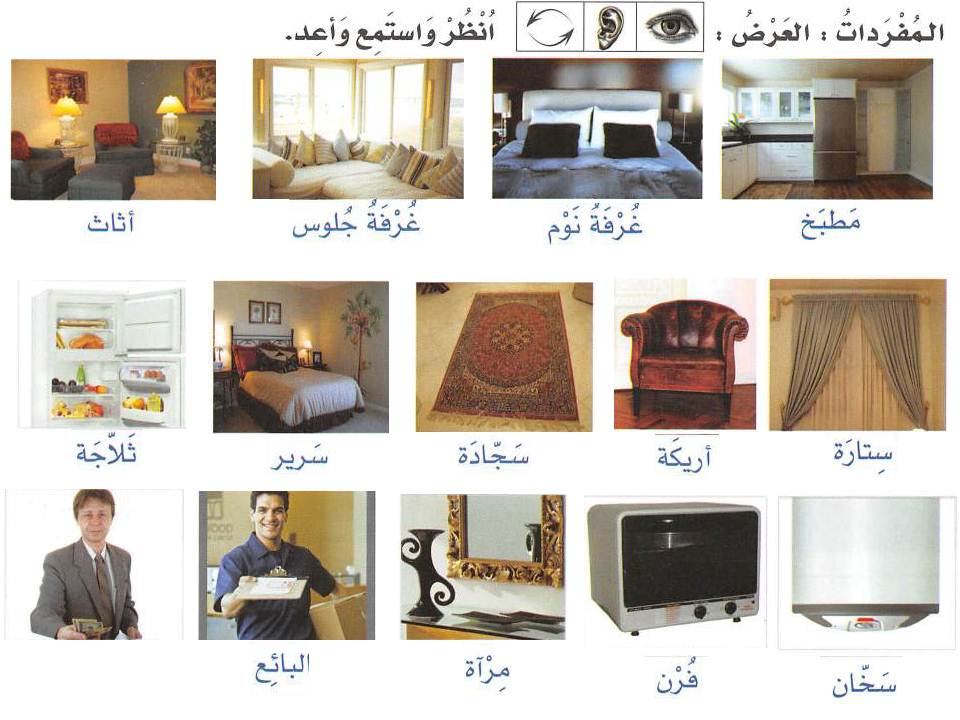 المُفْرَداتُ : العَرْضُ : اُنْظُرْ وَاستَمِع وَأعِد.
مَطبَخ
غُرْفَةُ نَوْم
غُرْفَةُ جُلوس
أثاث
سِتارَة
أريكَة
سَجّادَة
سَرير
ثَلاّجَة
سَخّان
فُرْن
مِرْآة
البائِع